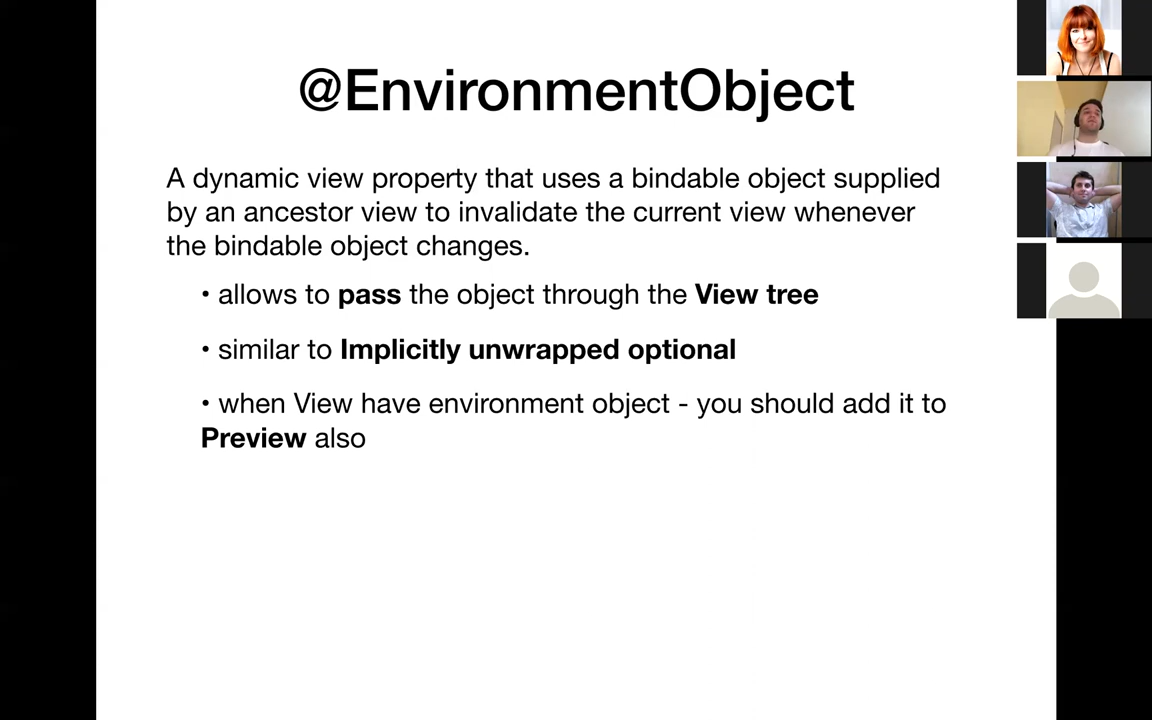 @EnvironmentObject
A dynamic view property that uses a bindable object supplied
by an ancestor view to invalidate the current view whenever
the bindable object changes.
• allows to pass the object through the View tree
• similar to Implicitly unwrapped optional
• when View have environment object - you should add it to
Preview also